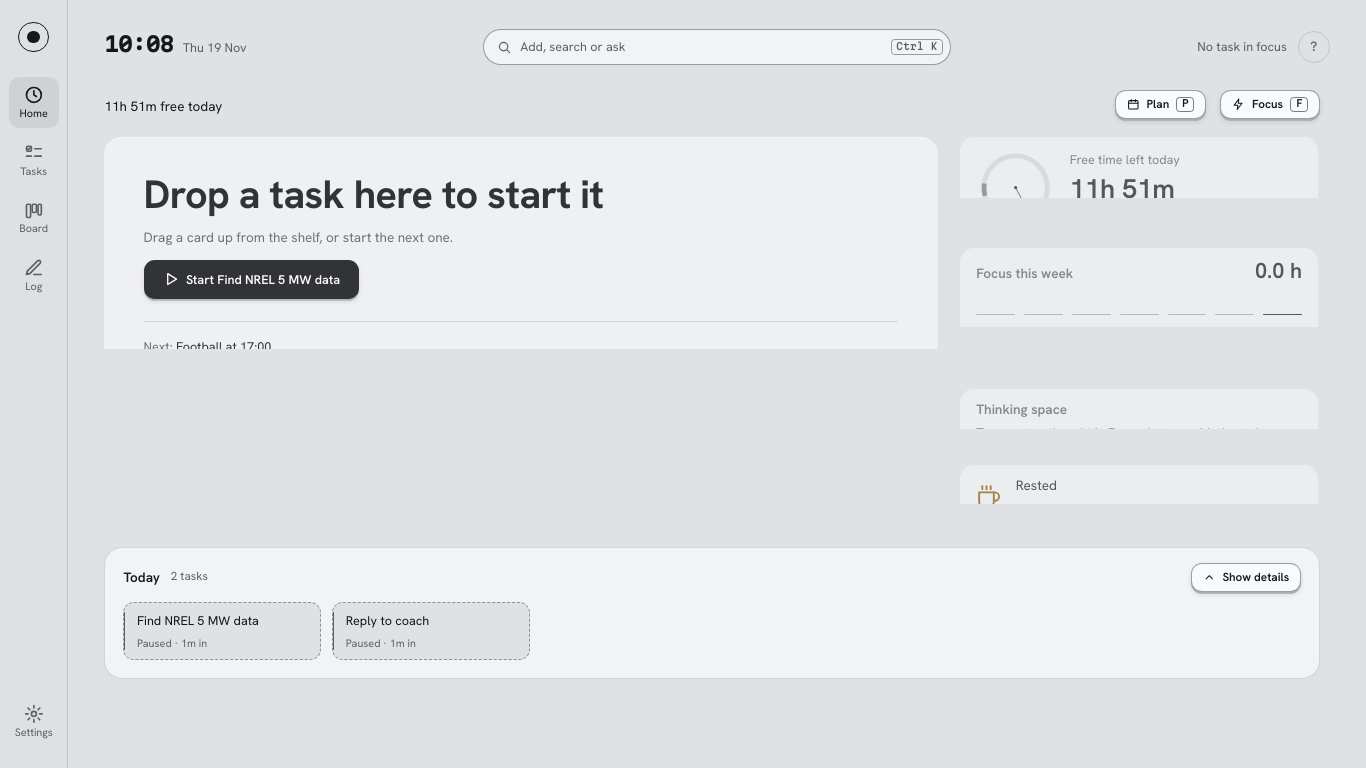 10:08 Thu 19 Nov
Add, search or ask Ctrl K
No task in focus ?
Home
Tasks
Board
Log
Settings
11h 51m free today
Plan P
Focus F
Drop a task here to start it
Drag a card up from the shelf, or start the next one.
Start Find NREL 5 MW data
Next: Football at 17:00
Free time left today
11h 51m
Focus this week 0.0 h
Thinking space
Rested
Today 2 tasks
Show details
Find NREL 5 MW data
Paused · 1m in
Reply to coach
Paused · 1m in